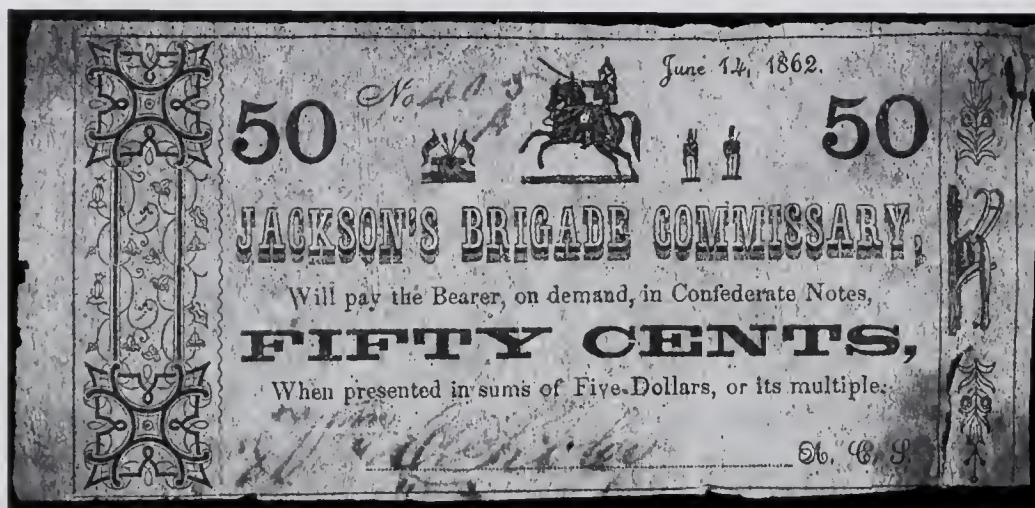 No
June 14, 1862.
50
50
JACKSON'S BRIGADE COMMISSARY,
Will pay the Bearer, on demand, in Confederate Notes,
FIFTY CENTS,
When presented in sums of Five Dollars, or its multiple.
A. C. S.